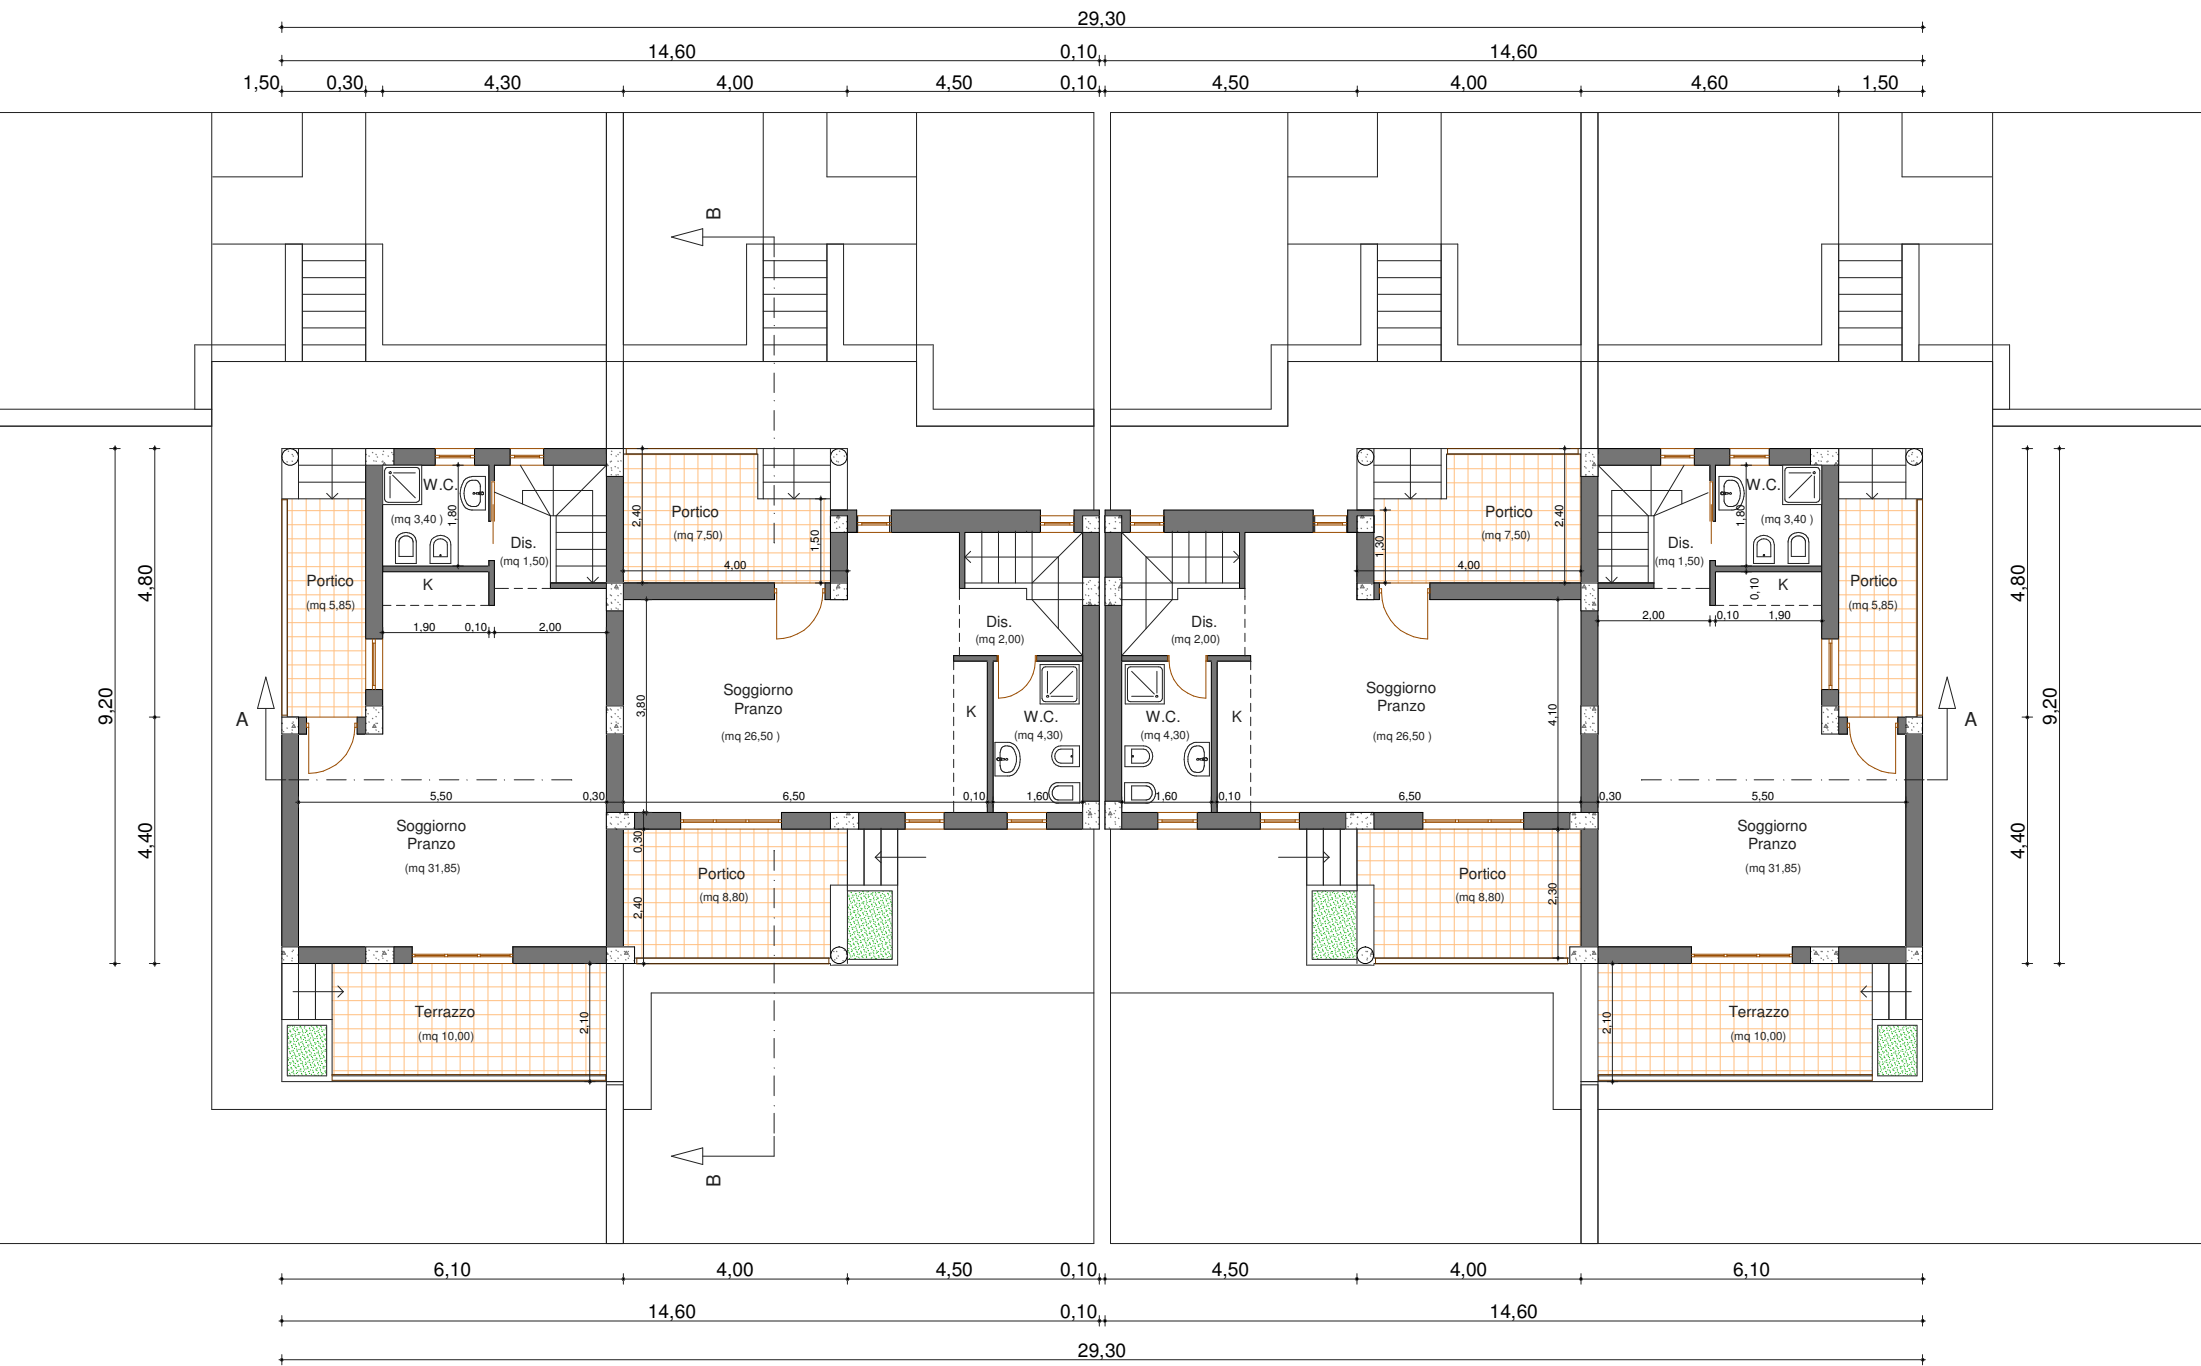 29,30
14,60 0,10 14,60
1,50 0,30 4,30 4,00 4,50 0,10 4,50 4,00 4,60 1,50
B
W.C.
(mq 3,40 )
1,80
Dis.
(mq 1,50)
K
1,90 0,10 2,00
Portico
(mq 5,85)
Portico
(mq 7,50)
2,40
1,50
4,00
Dis.
(mq 2,00)
Soggiorno
Pranzo
(mq 26,50 )
3,80
K
W.C.
(mq 4,30)
Dis.
(mq 2,00)
W.C.
(mq 4,30)
K
Portico
(mq 7,50)
2,40
1,30
4,00
Soggiorno
Pranzo
(mq 26,50 )
4,10
W.C.
(mq 3,40 )
1,80
Dis.
(mq 1,50)
K
0,10
2,00 0,10 1,90
Portico
(mq 5,85)
4,80
9,20
4,40
A
4,80
9,20
4,40
A
5,50 0,30 6,50 0,10 1,60 1,60 0,10 6,50 0,30 5,50
Soggiorno
Pranzo
(mq 31,85)
0,30
2,40
Portico
(mq 8,80)
Portico
(mq 8,80)
2,30
Soggiorno
Pranzo
(mq 31,85)
Terrazzo
(mq 10,00)
2,10
Terrazzo
(mq 10,00)
2,10
B
6,10 4,00 4,50 0,10 4,50 4,00 6,10
14,60 0,10 14,60
29,30